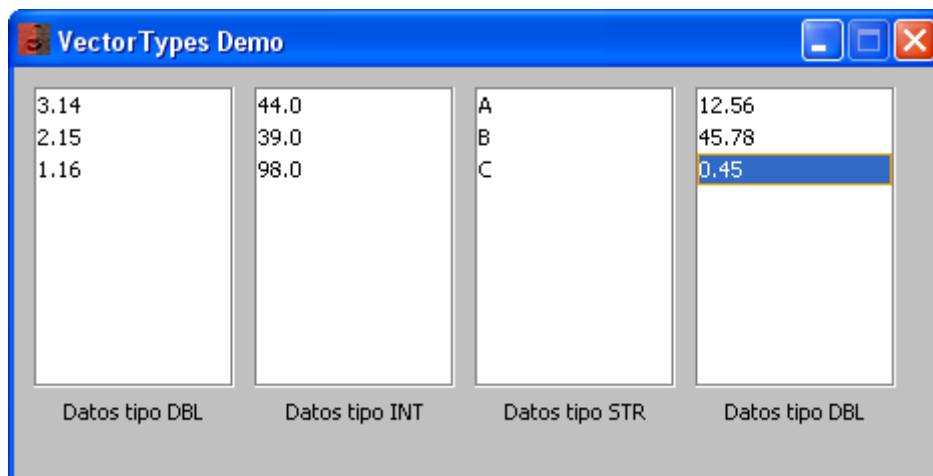 VectorTypes Demo
3.14
2.15
1.16
44.0
39.0
98.0
A
B
C
12.56
45.78
0.45
Datos tipo DBL
Datos tipo INT
Datos tipo STR
Datos tipo DBL